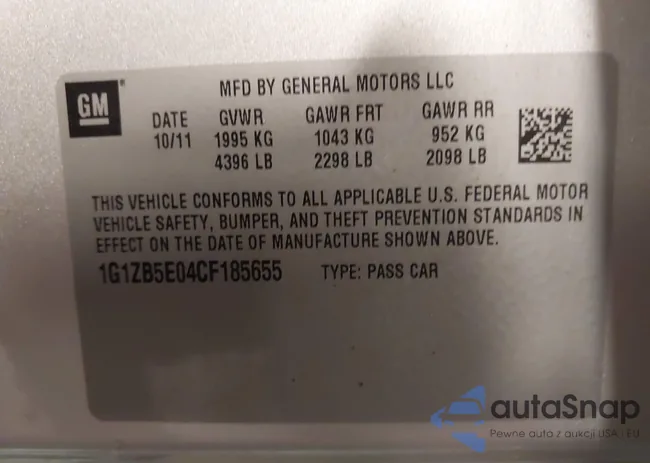 GM
MFD BY GENERAL MOTORS LLC
DATE GVWR GAWR FRT GAWR RR
10/11 1995 KG 1043 KG 952 KG
4396 LB 2298 LB 2098 LB
THIS VEHICLE CONFORMS TO ALL APPLICABLE U.S. FEDERAL MOTOR
VEHICLE SAFETY, BUMPER, AND THEFT PREVENTION STANDARDS IN
EFFECT ON THE DATE OF MANUFACTURE SHOWN ABOVE.
1G1ZB5E04CF185655 TYPE: PASS CAR
autaSnap
Pewne auta z aukcji USA i EU